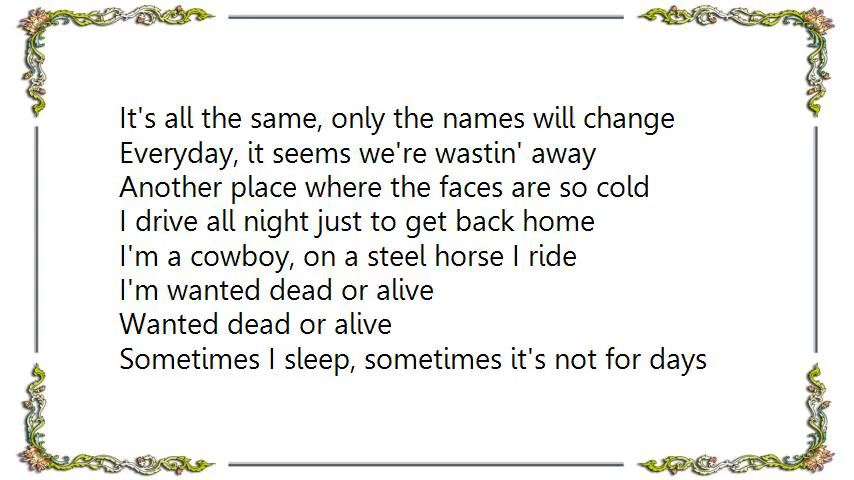 It's all the same, only the names will change
Everyday, it seems we're wastin' away
Another place where the faces are so cold
I drive all night just to get back home
I'm a cowboy, on a steel horse I ride
I'm wanted dead or alive
Wanted dead or alive
Sometimes I sleep, sometimes it's not for days